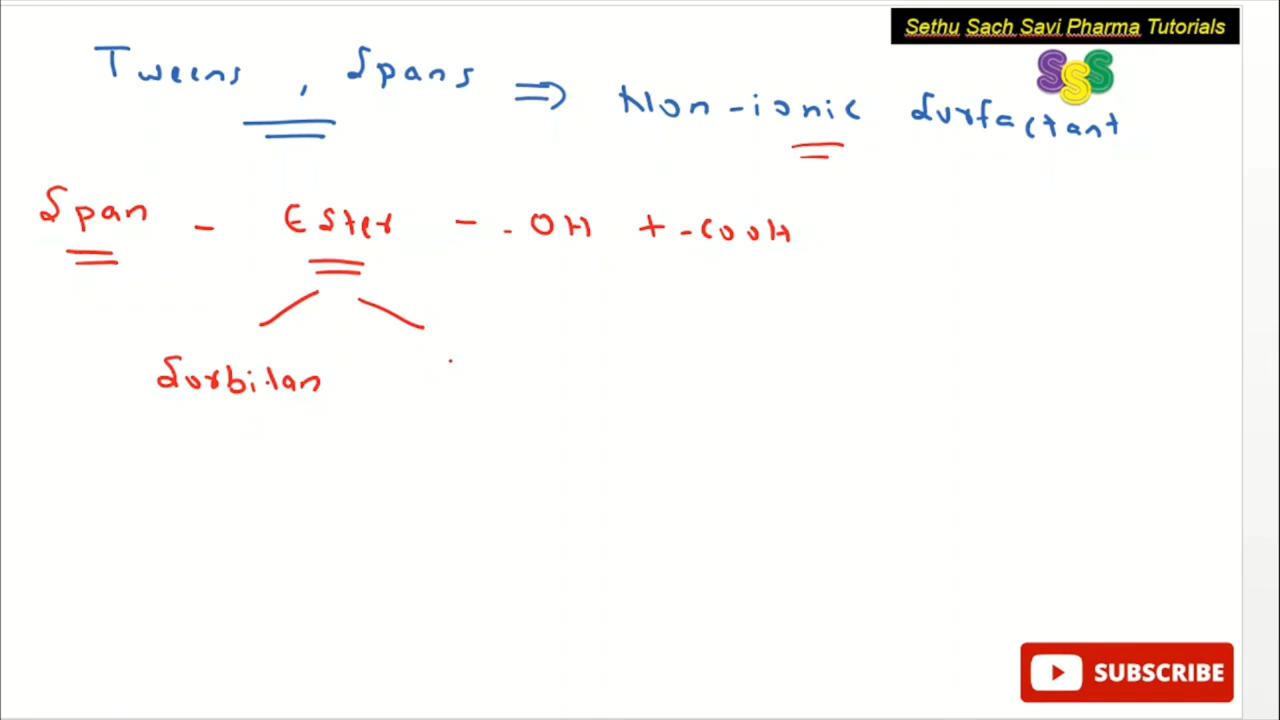 Sethu Sach Savi Pharma Tutorials
SSS
Tweens , Spans ⇒ Non-ionic Surfactant
Span - Ester - -OH + -COOH
Sorbitan
SUBSCRIBE